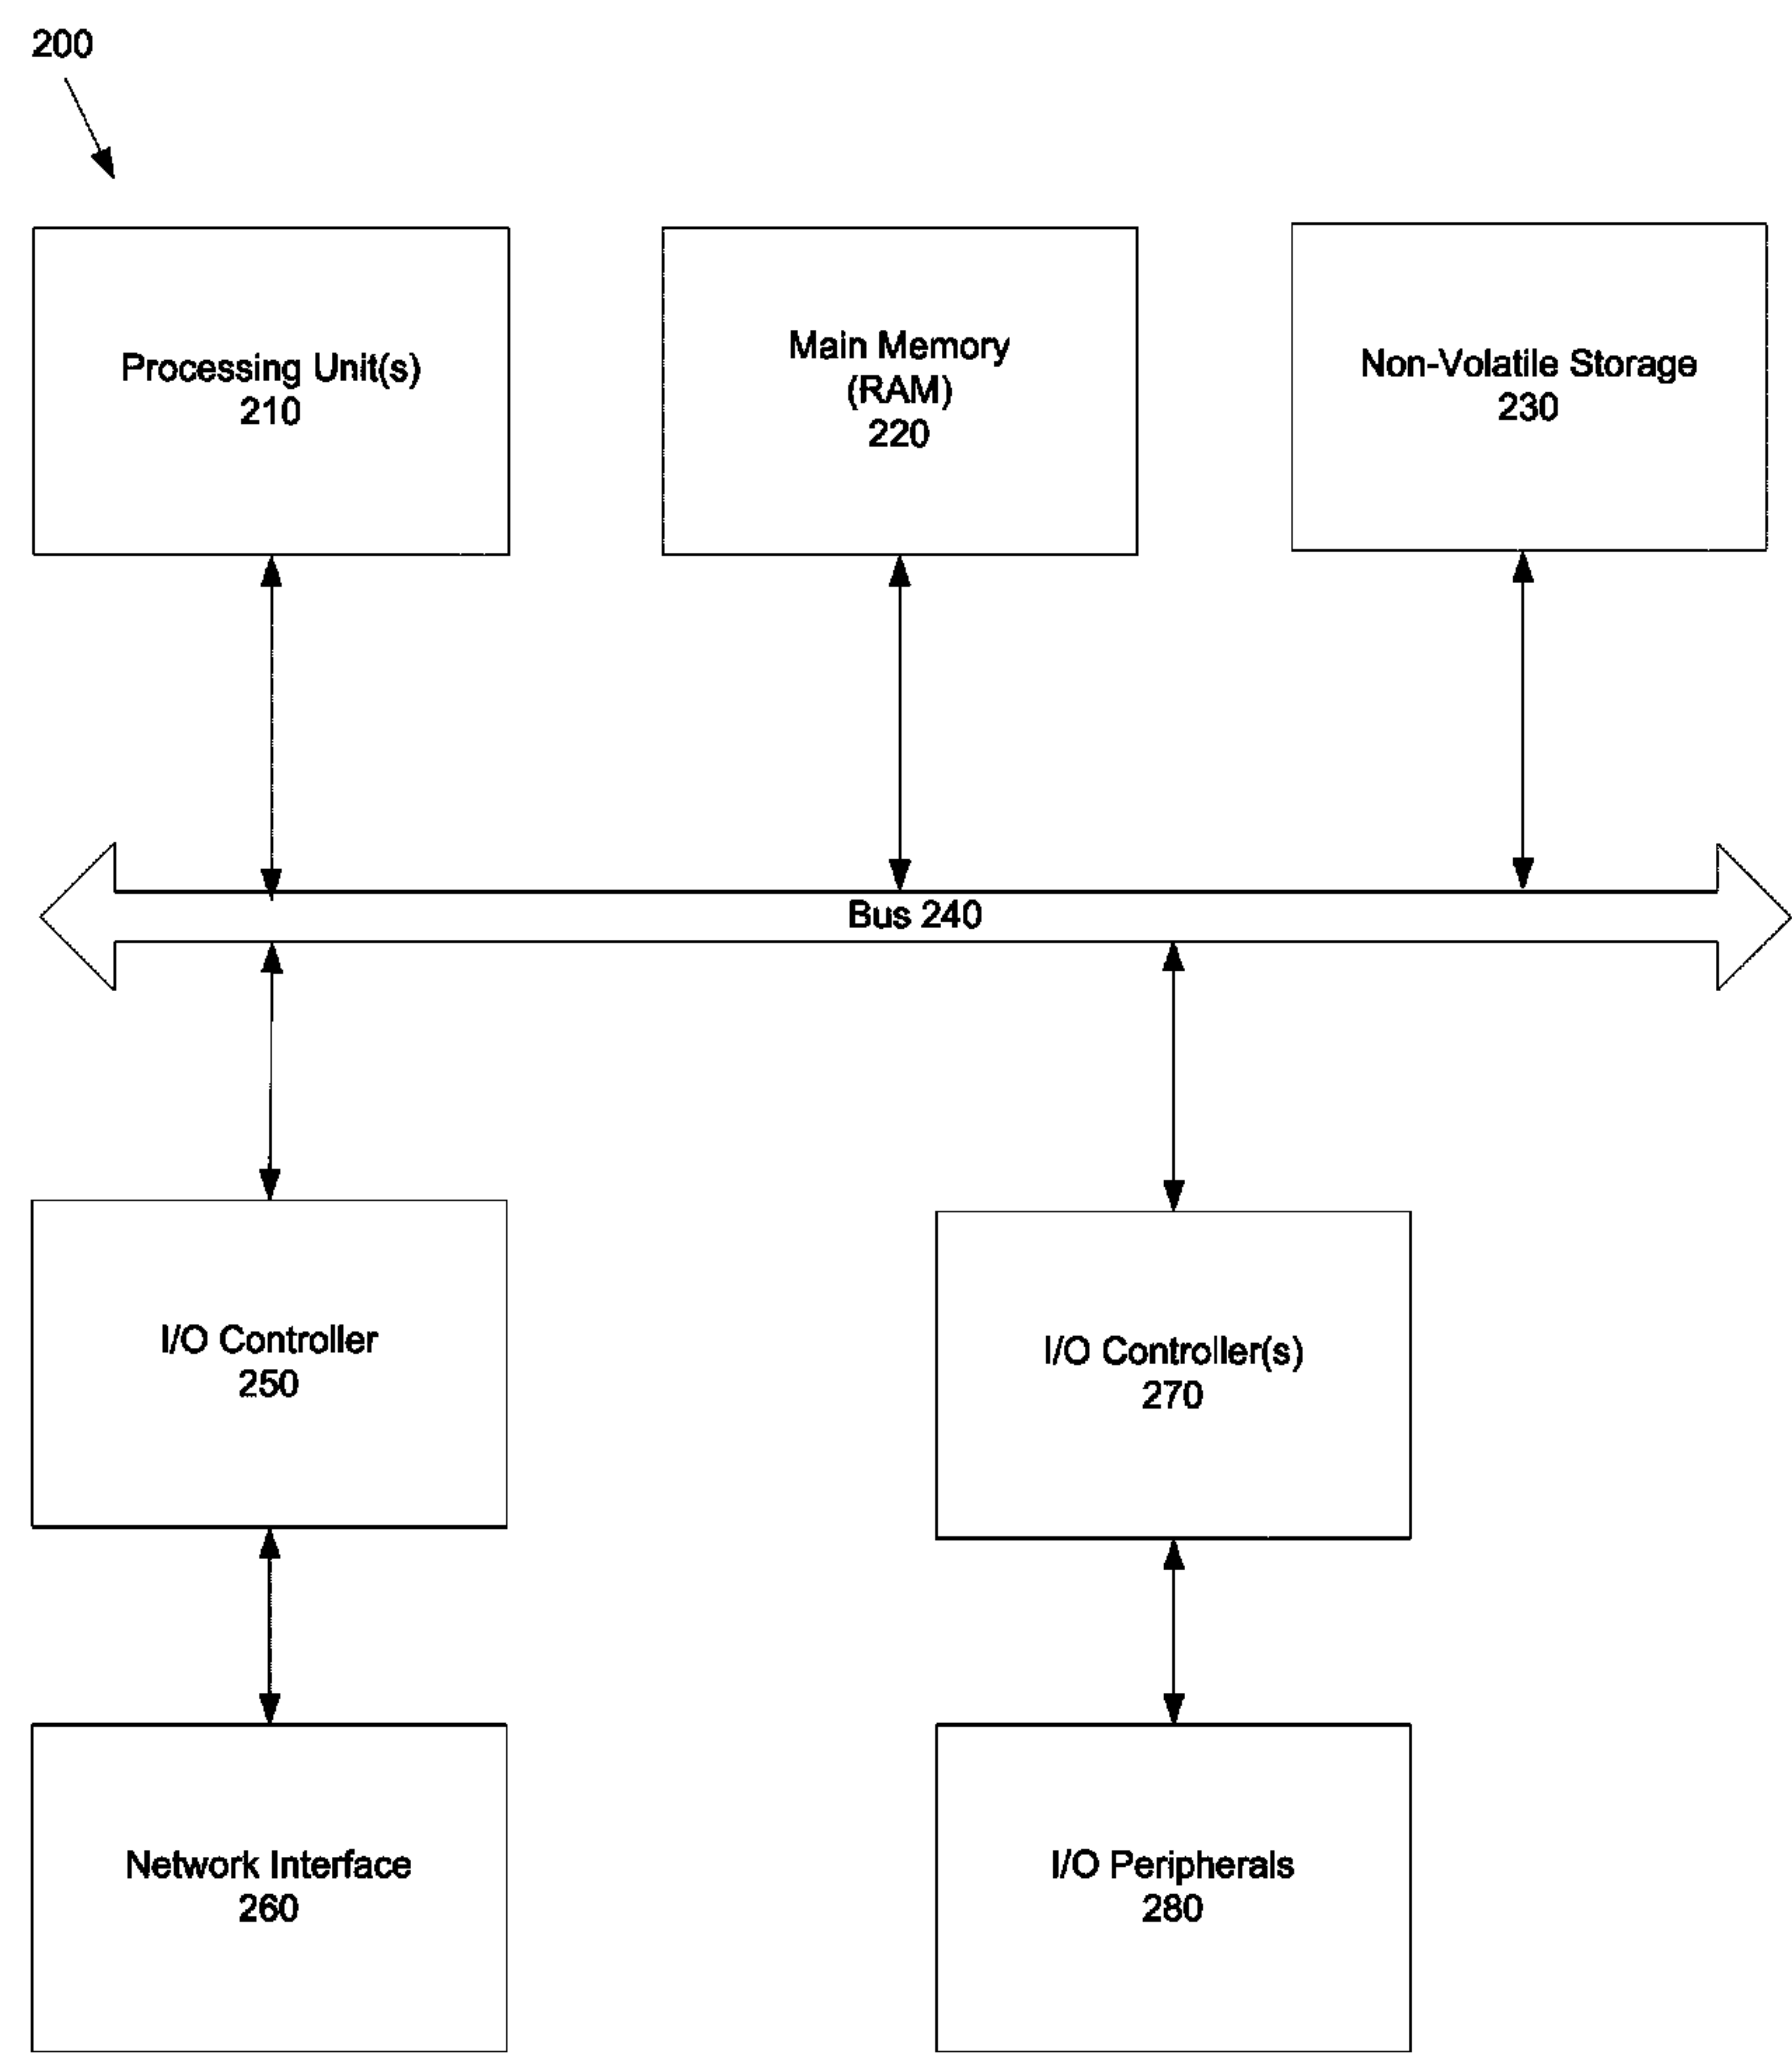 200
Processing Unit(s)
210
Main Memory
(RAM)
220
Non-Volatile Storage
230
Bus 240
I/O Controller
250
I/O Controller(s)
270
Network Interface
260
I/O Peripherals
280